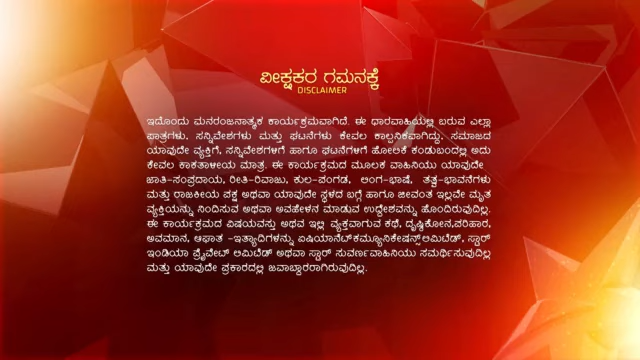 ವೀಕ್ಷಕರ ಗಮನಕ್ಕೆ
DISCLAIMER
ಇದೊಂದು ಮನರಂಜನಾತ್ಮಕ ಕಾರ್ಯಕ್ರಮವಾಗಿದೆ. ಈ ಧಾರವಾಹಿಯಲ್ಲಿ ಬರುವ ಎಲ್ಲಾ
ಪಾತ್ರಗಳು, ಸನ್ನಿವೇಶಗಳು ಮತ್ತು ಘಟನೆಗಳು ಕೇವಲ ಕಾಲ್ಪನಿಕವಾಗಿದ್ದು, ಸಮಾಜದ
ಯಾವುದೇ ವ್ಯಕ್ತಿಗೆ, ಸನ್ನಿವೇಶಗಳಿಗೆ ಹಾಗೂ ಘಟನೆಗಳಿಗೆ ಹೋಲಿಕೆ ಕಂಡುಬಂದಲ್ಲಿ ಅದು
ಕೇವಲ ಕಾಕತಾಳೀಯ ಮಾತ್ರ. ಈ ಕಾರ್ಯಕ್ರಮದ ಮೂಲಕ ವಾಹಿನಿಯು ಯಾವುದೇ
ಜಾತಿ-ಸಂಪ್ರದಾಯ, ರೀತಿ-ರಿವಾಜು, ಕುಲ-ಪಂಗಡ, ಅಂಗ-ಭಾಷೆ, ತತ್ವ-ಭಾವನೆಗಳು
ಮತ್ತು ರಾಜಕೀಯ ಪಕ್ಷ ಅಥವಾ ಯಾವುದೇ ಸ್ಥಳದ ಬಗ್ಗೆ ಹಾಗೂ ಜೀವಂತ ಇಲ್ಲವೇ ಮೃತ
ವ್ಯಕ್ತಿಯನ್ನು ನಿಂದಿಸುವ ಅಥವಾ ಅವಹೇಳನ ಮಾಡುವ ಉದ್ದೇಶವನ್ನು ಹೊಂದಿರುವುದಿಲ್ಲ.
ಈ ಕಾರ್ಯಕ್ರಮದ ವಿಷಯವಸ್ತು ಅಥವ ಇಲ್ಲಿ ವ್ಯಕ್ತವಾಗುವ ಕಥೆ, ದೃಷ್ಟಿಕೋನ,ಪರಿಹಾರ,
ಅವಮಾನ, ಆಘಾತ -ಇತ್ಯಾದಿಗಳನ್ನು ಏಷಿಯಾನೆಟ್ ಕಮ್ಯೂನಿಕೇಷನ್ಸ್ ಲಿಮಿಟೆಡ್, ಸ್ಟಾರ್
ಇಂಡಿಯಾ ಪ್ರೈವೇಟ್ ಲಿಮಿಟೆಡ್ ಅಥವಾ ಸ್ಟಾರ್ ಸುವರ್ಣವಾಹಿನಿಯು ಸಮರ್ಥಿಸುವುದಿಲ್ಲ
ಮತ್ತು ಯಾವುದೇ ಪ್ರಕಾರದಲ್ಲಿ ಜವಾಬ್ದಾರರಾಗಿರುವುದಿಲ್ಲ.